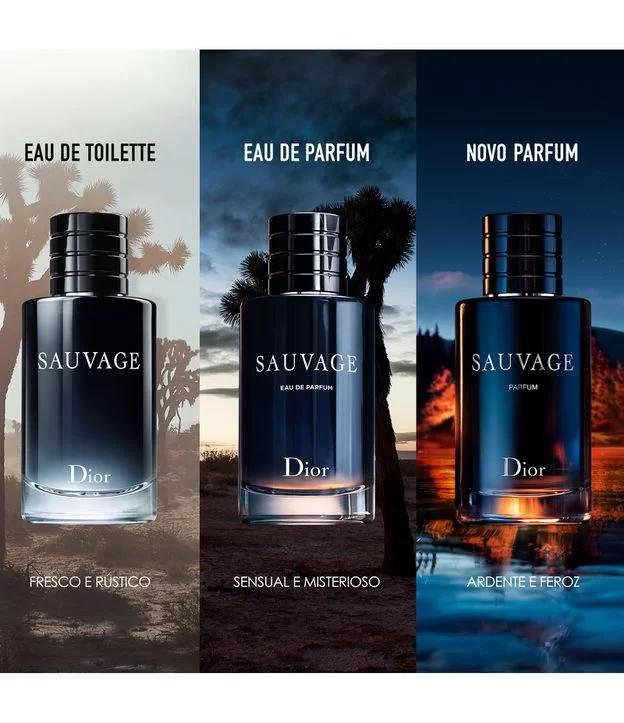 EAU DE TOILETTE
SAUVAGE
Dior
FRESCO E RÚSTICO
EAU DE PARFUM
SAUVAGE
EAU DE PARFUM
Dior
SENSUAL E MISTERIOSO
NOVO PARFUM
SAUVAGE
PARFUM
Dior
ARDENTE E FEROZ